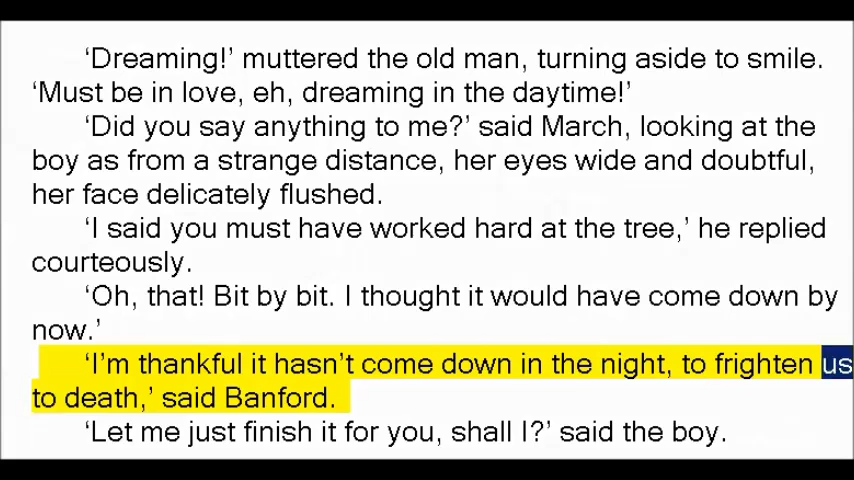 ‘Dreaming!’ muttered the old man, turning aside to smile.
‘Must be in love, eh, dreaming in the daytime!’
‘Did you say anything to me?’ said March, looking at the
boy as from a strange distance, her eyes wide and doubtful,
her face delicately flushed.
‘I said you must have worked hard at the tree,’ he replied
courteously.
‘Oh, that! Bit by bit. I thought it would have come down by
now.’
‘I’m thankful it hasn’t come down in the night, to frighten us
to death,’ said Banford.
‘Let me just finish it for you, shall I?’ said the boy.